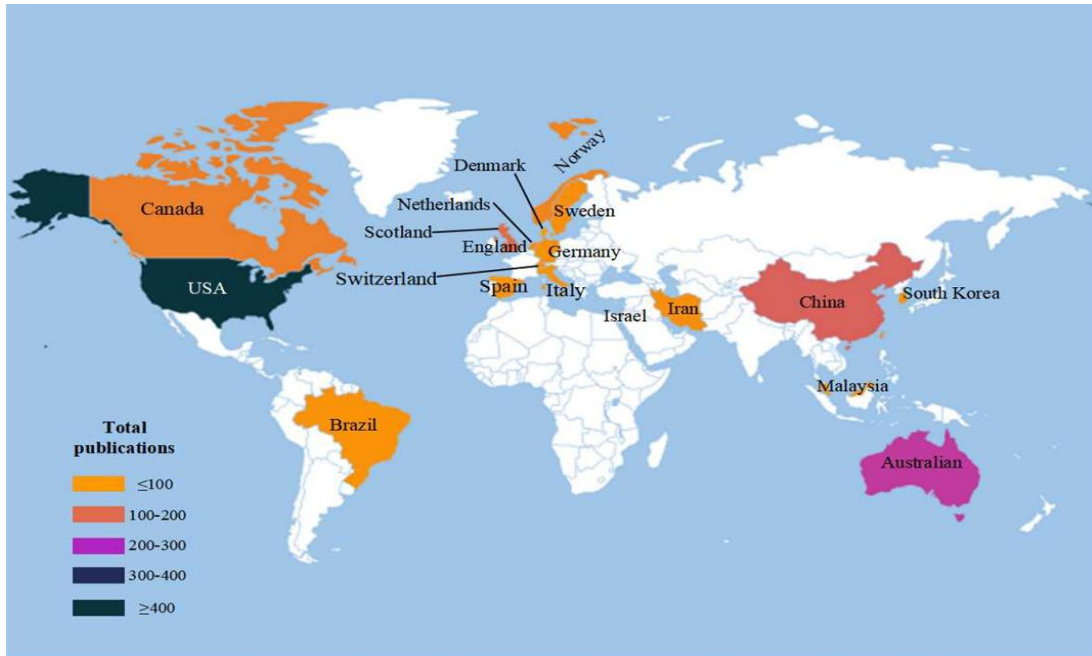 Norway
Denmark
Canada
Netherlands
Sweden
Scotland
England
Germany
Switzerland
USA
Spain
Italy
China
South Korea
Israel
Iran
Malaysia
Brazil
Australian
Total
publications
≤100
100-200
200-300
300-400
≥400